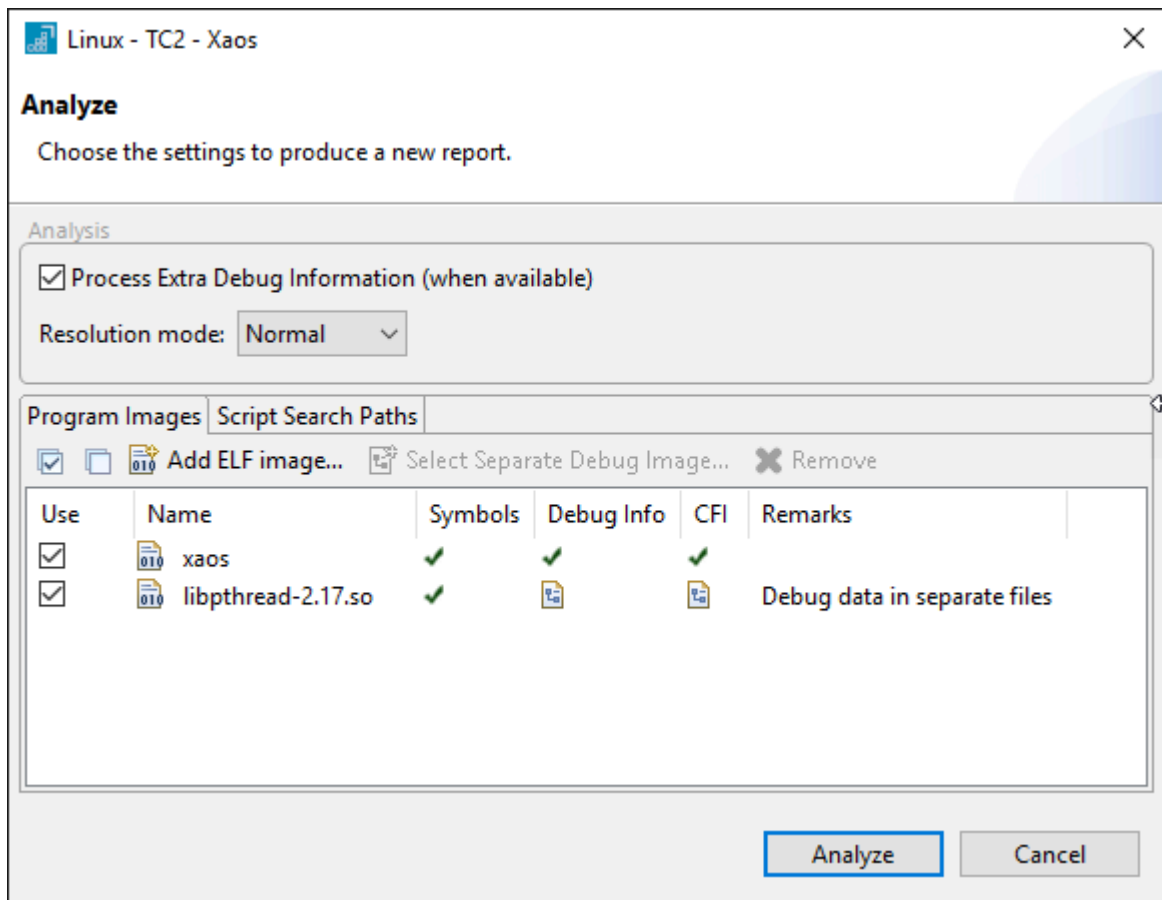 Linux - TC2 - Xaos
Analyze
Choose the settings to produce a new report.
Analysis
Process Extra Debug Information (when available)
Resolution mode: Normal
Program Images Script Search Paths
Add ELF image... Select Separate Debug Image... Remove
Use Name Symbols Debug Info CFI Remarks
xaos
libpthread-2.17.so Debug data in separate files
Analyze Cancel